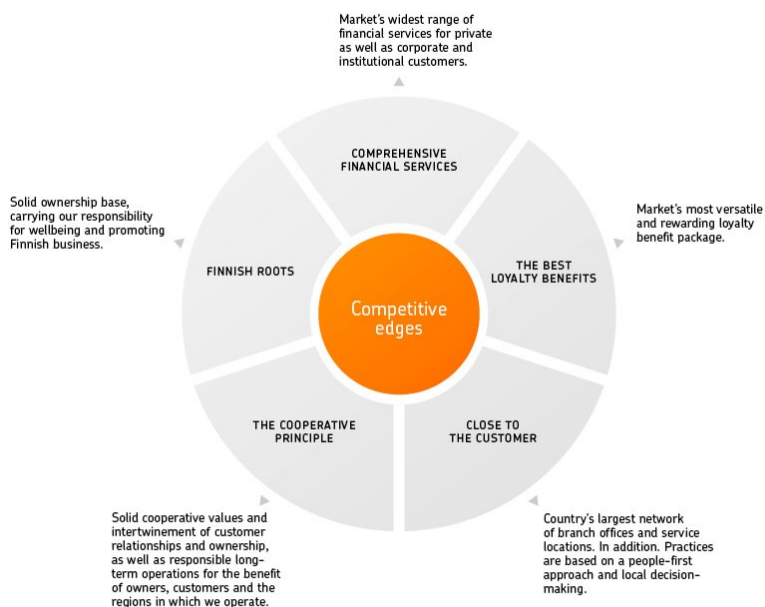 Market's widest range of
financial services for private
as well as corporate and
institutional customers.
COMPREHENSIVE
FINANCIAL SERVICES
Solid ownership base,
carrying our responsibility
for wellbeing and promoting
Finnish business.
FINNISH ROOTS
Market's most versatile
and rewarding loyalty
benefit package.
THE BEST
LOYALTY BENEFITS
Competitive
edges
THE COOPERATIVE
PRINCIPLE
CLOSE TO
THE CUSTOMER
Solid cooperative values and
intertwinement of customer
relationships and ownership,
as well as responsible long-
term operations for the benefit
of owners, customers and the
regions in which we operate.
Country's largest network
of branch offices and service
locations. In addition. Practices
are based on a people-first
approach and local decision-
making.